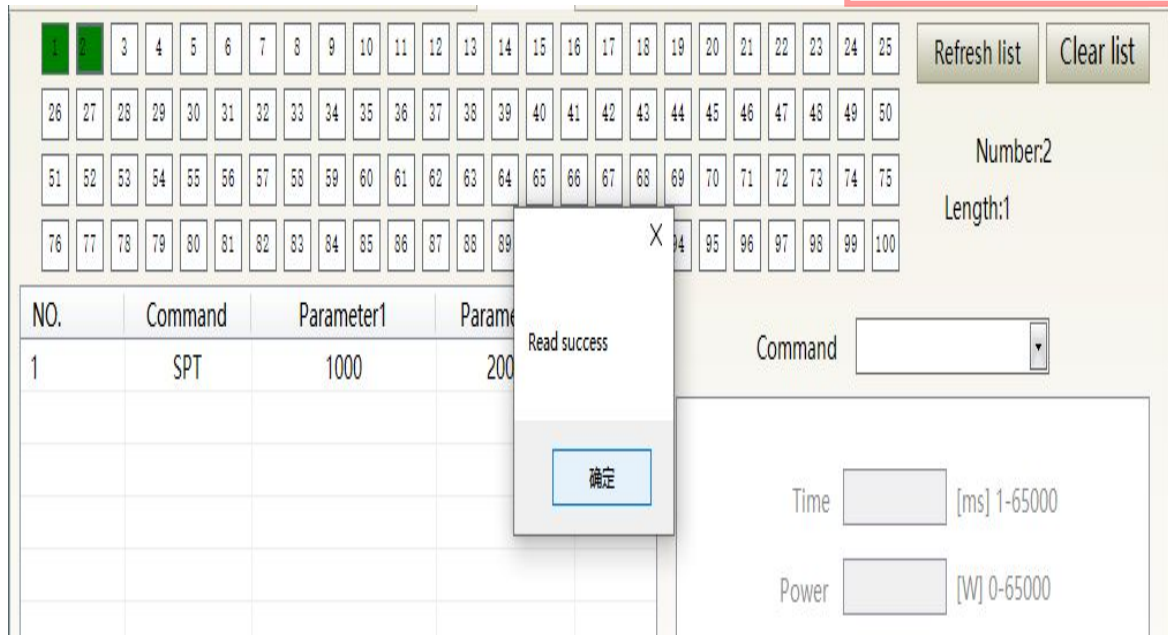 1 2 3 4 5 6 7 8 9 10 11 12 13 14 15 16 17 18 19 20 21 22 23 24 25 Refresh list Clear list
26 27 28 29 30 31 32 33 34 35 36 37 38 39 40 41 42 43 44 45 46 47 48 49 50
Number:2
51 52 53 54 55 56 57 58 59 60 61 62 63 64 65 66 67 68 69 70 71 72 73 74 75
Length:1
76 77 78 79 80 81 82 83 84 85 86 87 88 89 X 94 95 96 97 98 99 100
NO. Command Parameter1 Parame
Read success
Command
1 SPT 1000 200
确定
Time [ms] 1-65000
Power [W] 0-65000